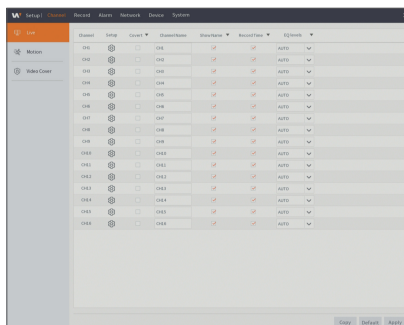 Setup| Channel Record Alarm Network Device System
Live
Motion
Video Cover
Channel Setup Covert ▼ Channel Name Show Name ▼ Record Time ▼ EQ levels ▼
CH1 CH1 AUTO
CH2 CH2 AUTO
CH3 CH3 AUTO
CH4 CH4 AUTO
CH5 CH5 AUTO
CH6 CH6 AUTO
CH7 CH7 AUTO
CH8 CH8 AUTO
CH9 CH9 AUTO
CH10 CH10 AUTO
CH11 CH11 AUTO
CH12 CH12 AUTO
CH13 CH13 AUTO
CH14 CH14 AUTO
CH15 CH15 AUTO
CH16 CH16 AUTO
Copy Default Apply